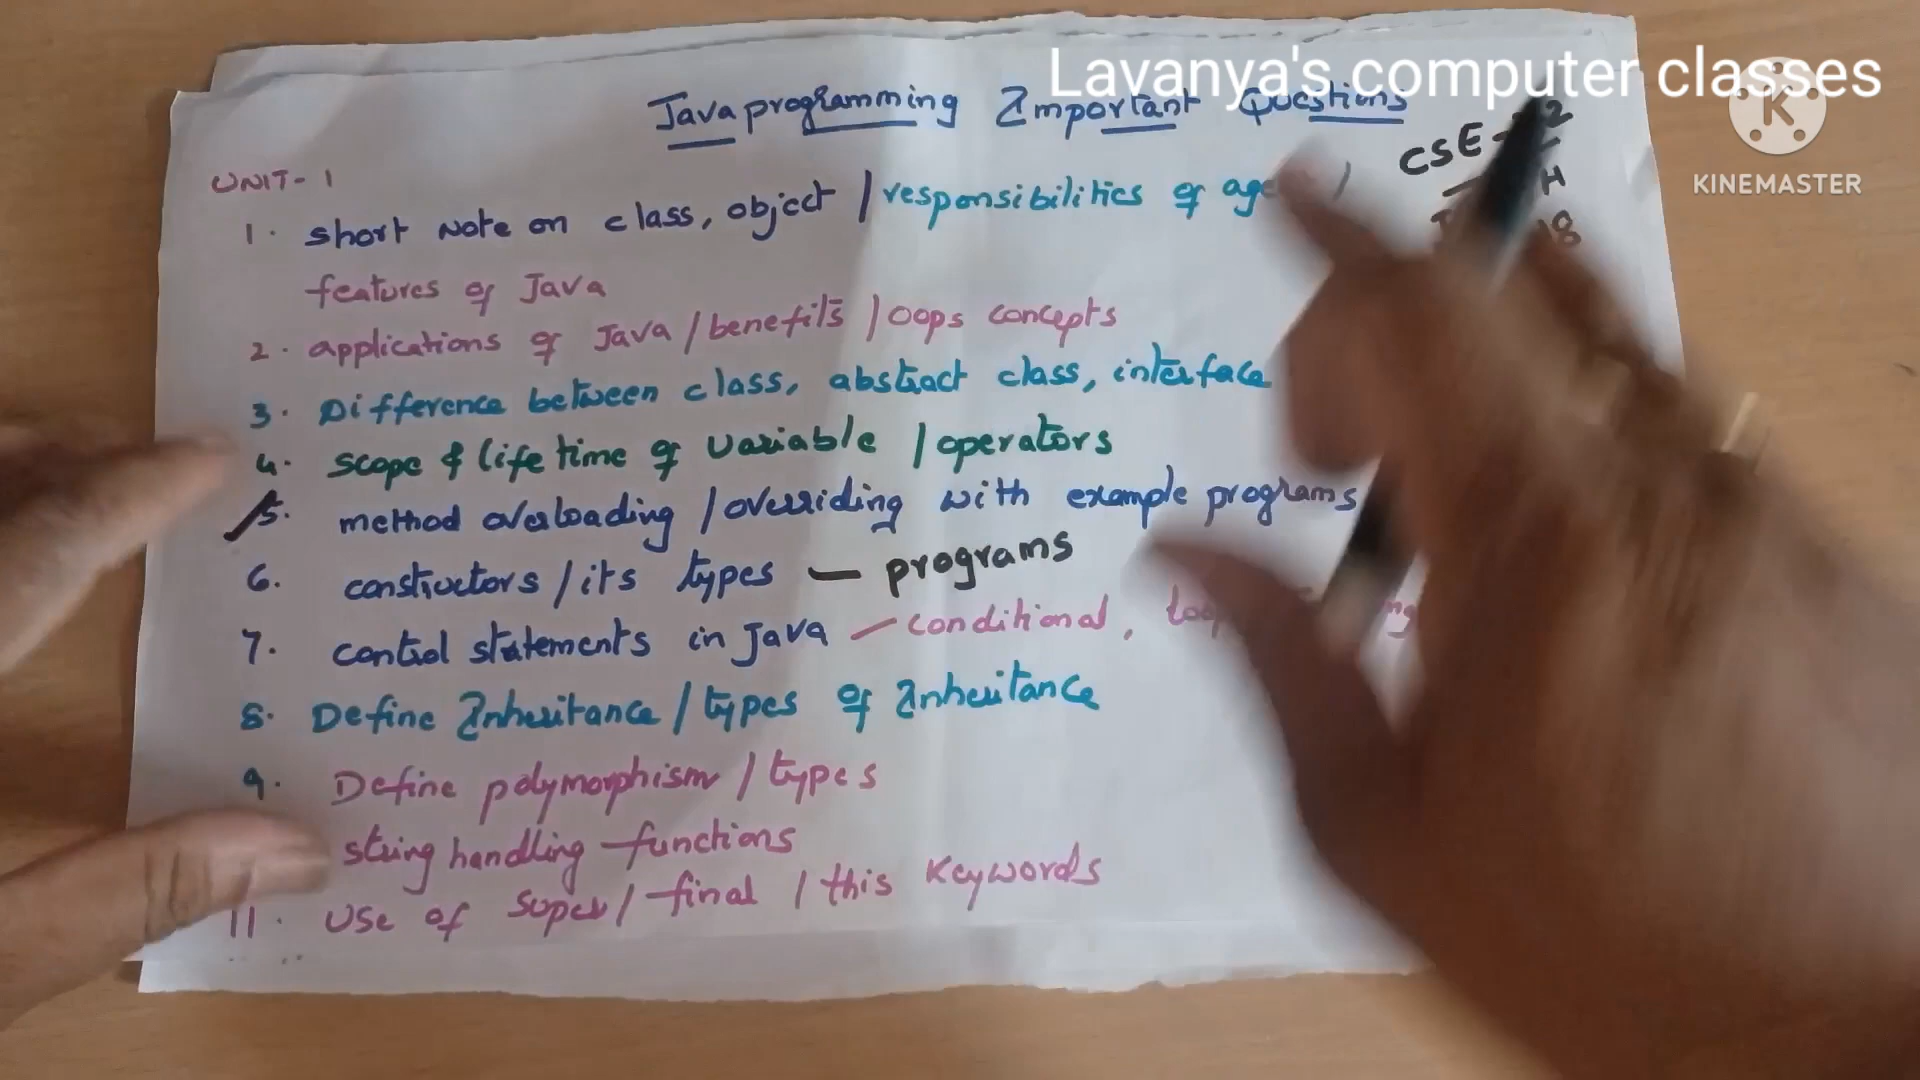 Lavanya's computer classes
KINEMASTER
Java programming Important Questions
CSE
UNIT-1
1. short Note on class, object / responsibilities of /
features of Java
2. applications of Java / benefits / oops concepts
3. Difference between class, abstract class, interface
4. scope & life time of variable / operators
5. method overloading / overriding with example programs
6. constructors / its types — programs
7. control statements in Java — conditional,
8. Define Inheritance / types of Inheritance
9. Define polymorphism / types
string handling functions
11. Use of super / final / this keywords